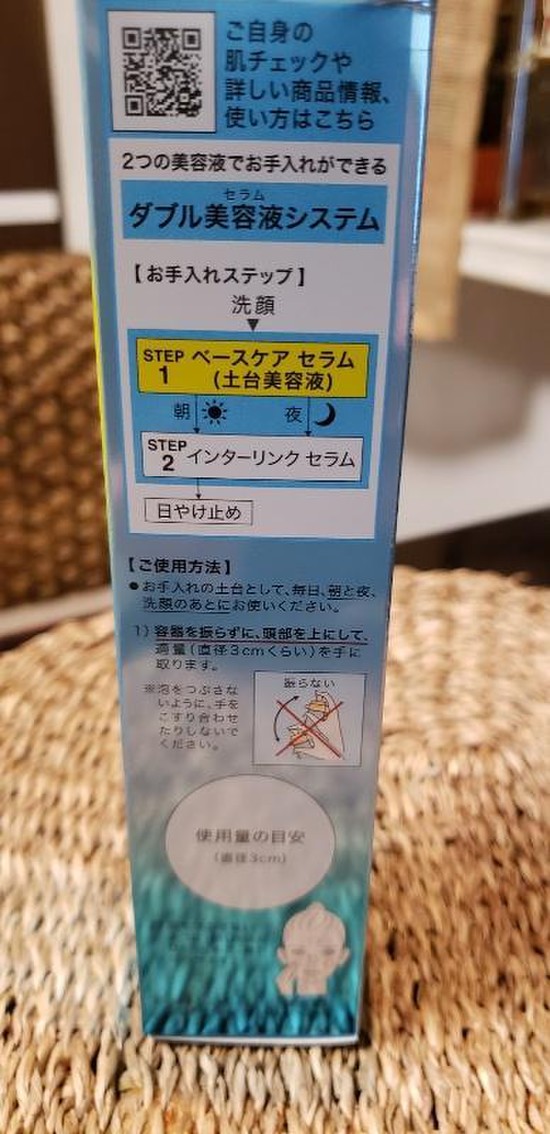 ご自身の
肌チェックや
詳しい商品情報、
使い方はこちら
2つの美容液でお手入れができる
セラム
ダブル美容液システム
【お手入れステップ】
洗顔
▼
STEP 1 ベースケア セラム
(土台美容液)
朝 夜
STEP 2 インターリンク セラム
日やけ止め
【ご使用方法】
●お手入れの土台として、毎日、朝と夜、
洗顔のあとにお使いください。
1) 容器を振らずに、頭部を上にして、
適量(直径3cmくらい)を手に
取ります。
※泡をつぶさな
いように、手を
こすり合わせ
たりしないで
ください。
振らない
使用量の目安
(直径3cm)